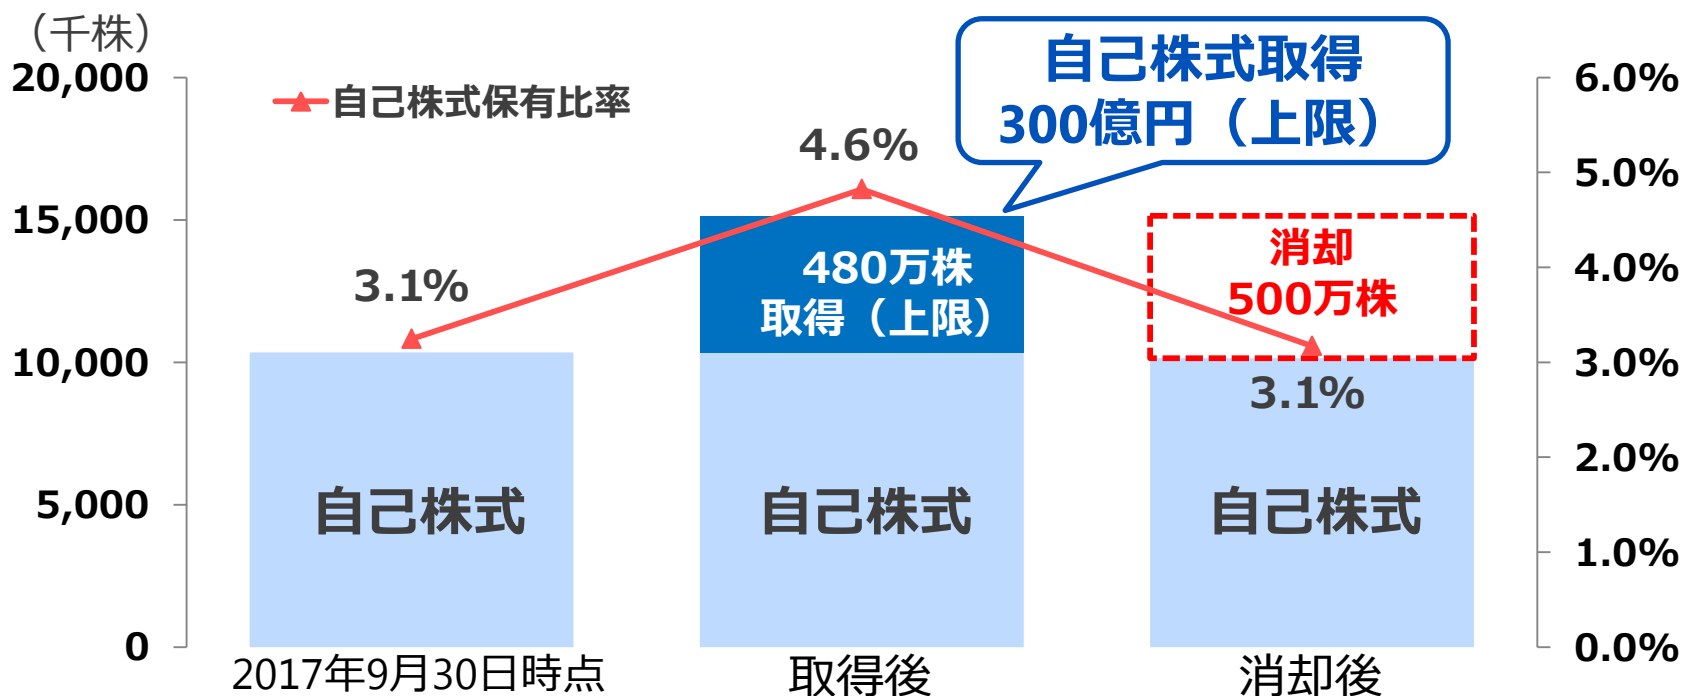 （千株）
20,000
15,000
10,000
5,000
0
自己株式保有比率
自己株式取得
300億円（上限）
6.0%
5.0%
4.0%
3.0%
2.0%
1.0%
0.0%
3.1%
4.6%
3.1%
480万株
取得（上限）
消却
500万株
自己株式
自己株式
自己株式
2017年9月30日時点
取得後
消却後